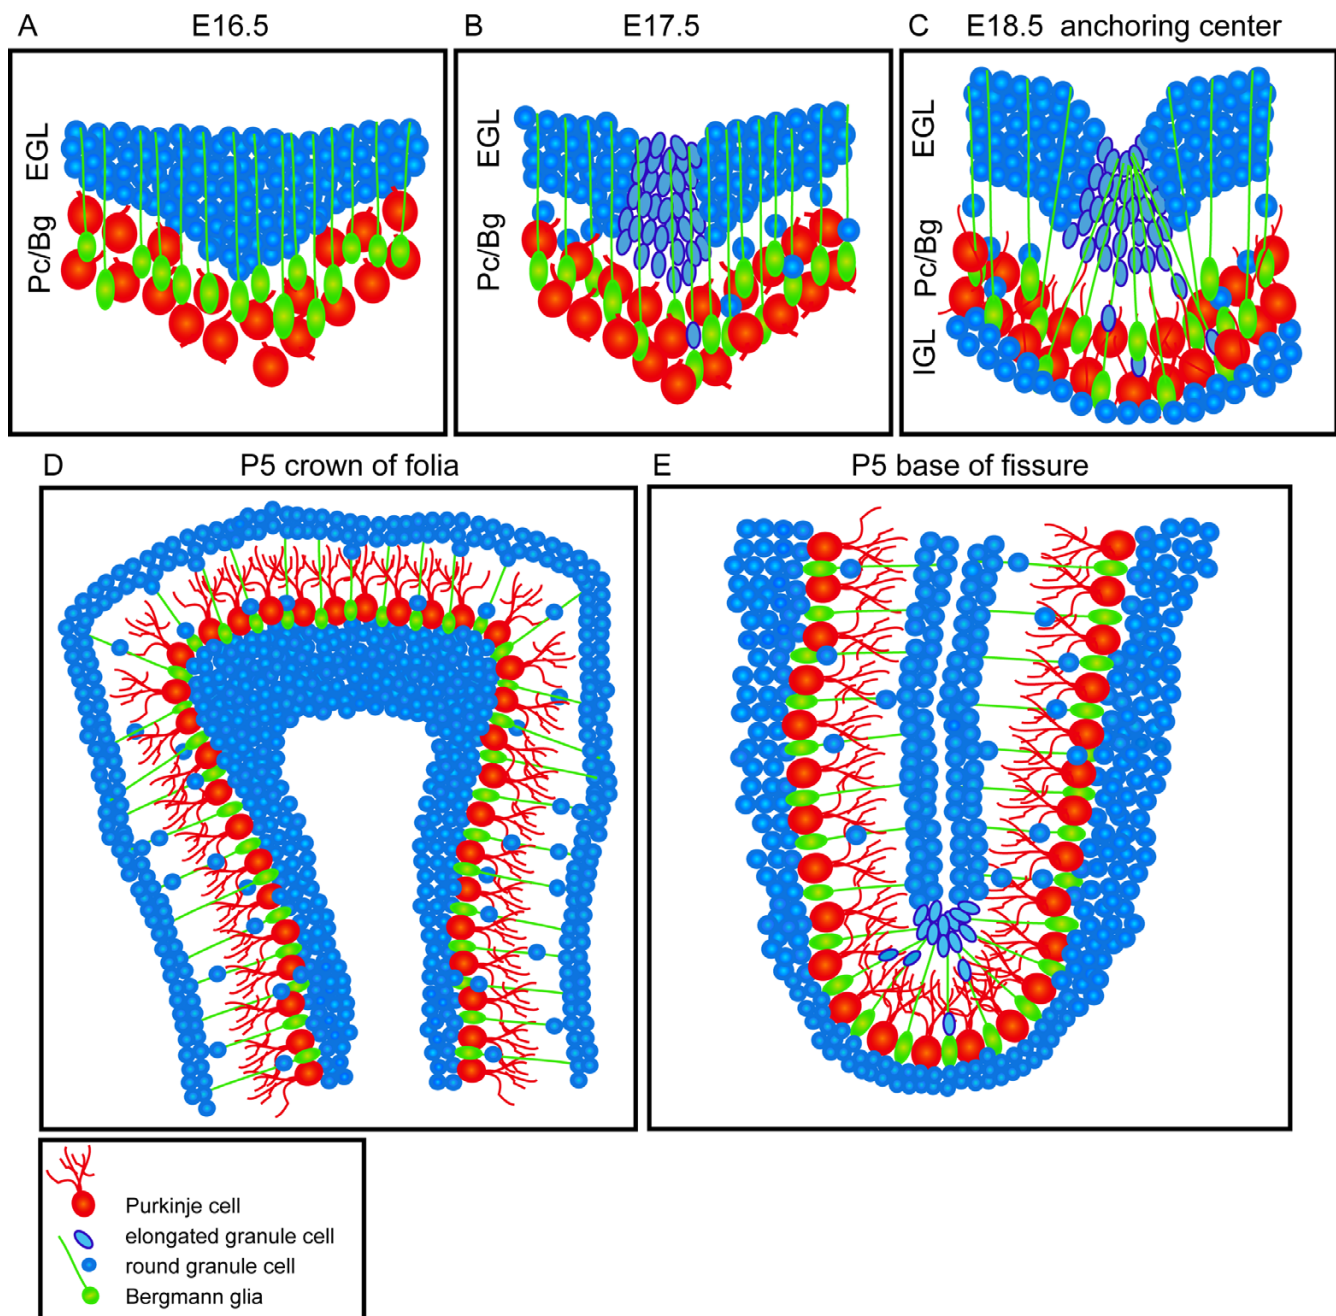 A E16.5
B E17.5
C E18.5 anchoring center
EGL
Pc/Bg
EGL
Pc/Bg
EGL
Pc/Bg
IGL
D P5 crown of folia
E P5 base of fissure
Purkinje cell
elongated granule cell
round granule cell
Bergmann glia